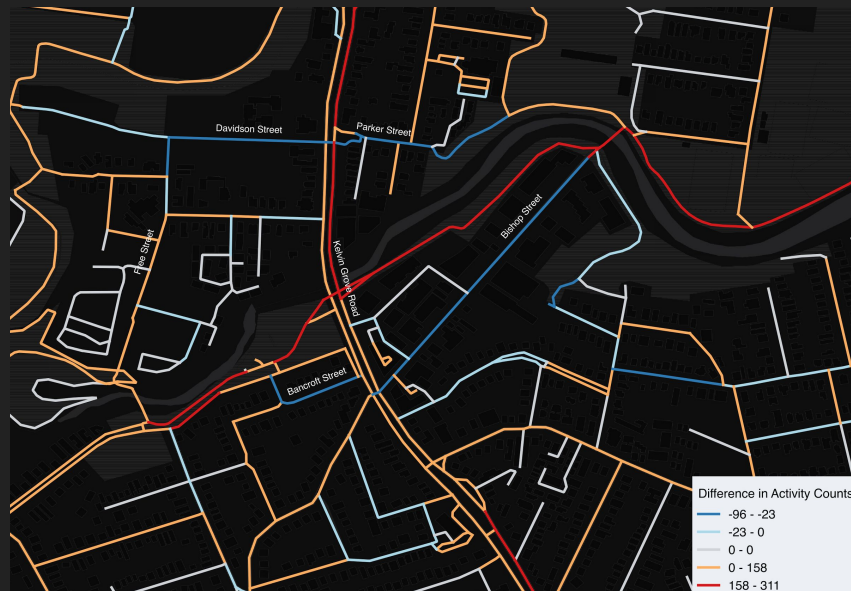 Davidson Street
Parker Street
Bishop Street
Free Street
Kelvin Grove Road
Bancroft Street
Difference in Activity Counts
-96 - -23
-23 - 0
0 - 0
0 - 158
158 - 311